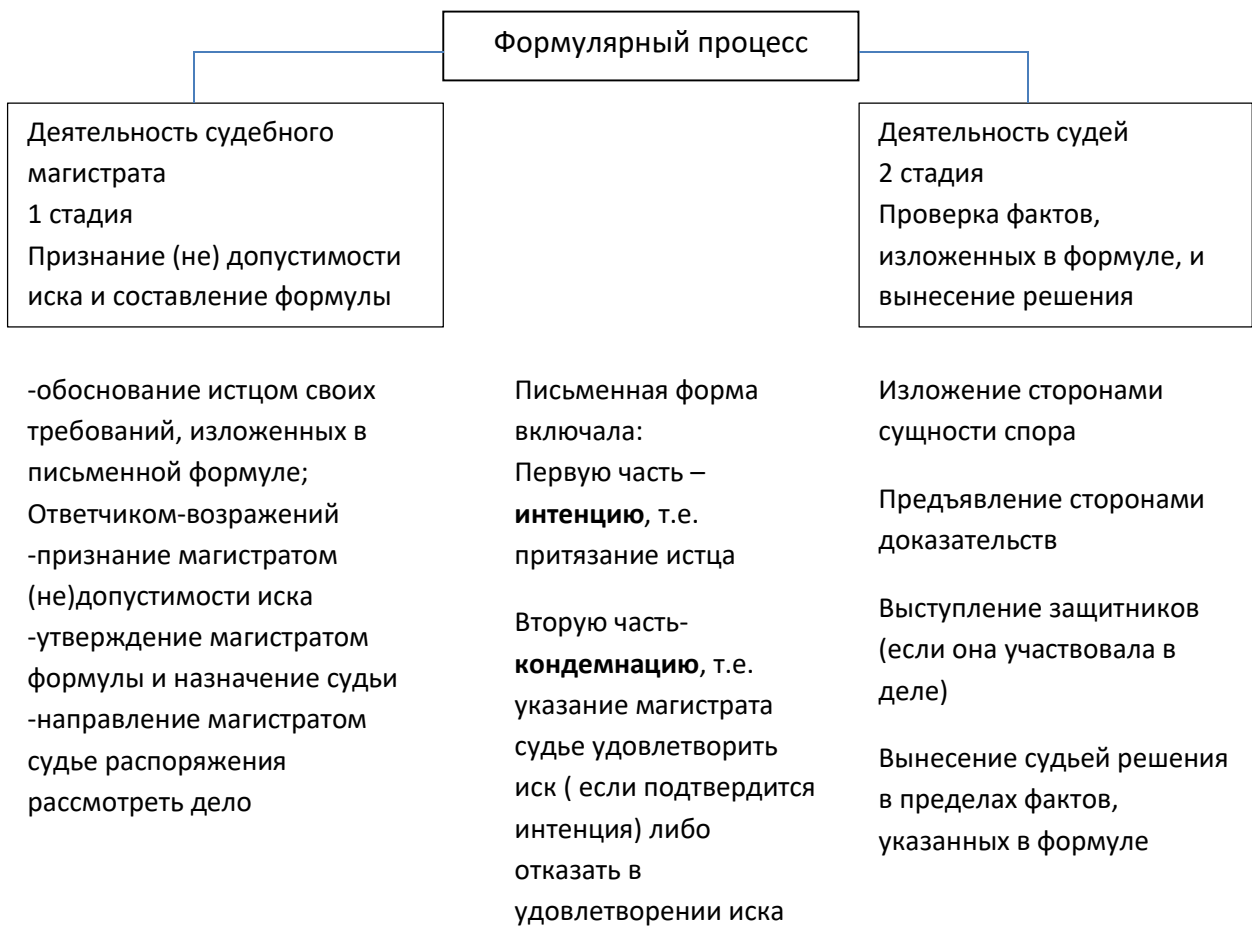 Формулярный процесс
Деятельность судебного
магистрата
1 стадия
Признание (не) допустимости
иска и составление формулы
Деятельность судей
2 стадия
Проверка фактов,
изложенных в формуле, и
вынесение решения
-обоснование истцом своих
требований, изложенных в
письменной формуле;
Ответчиком-возражений
-признание магистратом
(не)допустимости иска
-утверждение магистратом
формулы и назначение судьи
-направление магистратом
судье распоряжения
рассмотреть дело
Письменная форма
включала:
Первую часть –
интенцию, т.е.
притязание истца
Вторую часть-
кондемнацию, т.е.
указание магистрата
судье удовлетворить
иск ( если подтвердится
интенция) либо
отказать в
удовлетворении иска
Изложение сторонами
сущности спора
Предъявление сторонами
доказательств
Выступление защитников
(если она участвовала в
деле)
Вынесение судьей решения
в пределах фактов,
указанных в формуле